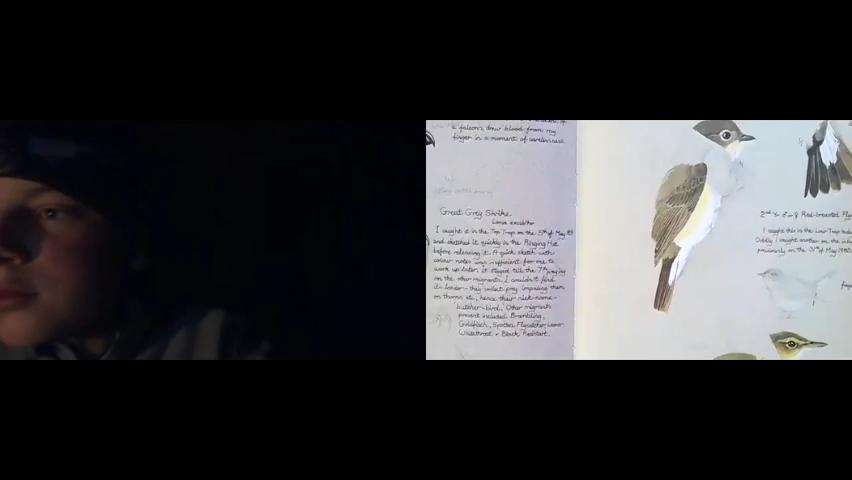 a falcon, drew blood from my
finger in a moment of carelessness.
Great Grey Shrike
Lanius excubitor
I caught it in the Top Trap on the 5th of May 83
and sketched it quickly in the Ringing Hut
before releasing it. A quick sketch with
colour notes was sufficient for me to
work up later. it stayed till the 7th preying
on the other migrants. I couldn't find
it's larder - they collect prey impaling them
on thorns etc, hence their nick-name
butcher-bird. Other migrants
present included Brambling,
Goldfinch, Spotted Flycatcher, Lesser
Whitethroat + Black Redstart.
2nd Yr ♂ or ♀ Red-breasted Fly
I caught this in the Low Trap
Oddly I caught another on the
previously on the 31st of May 1980.